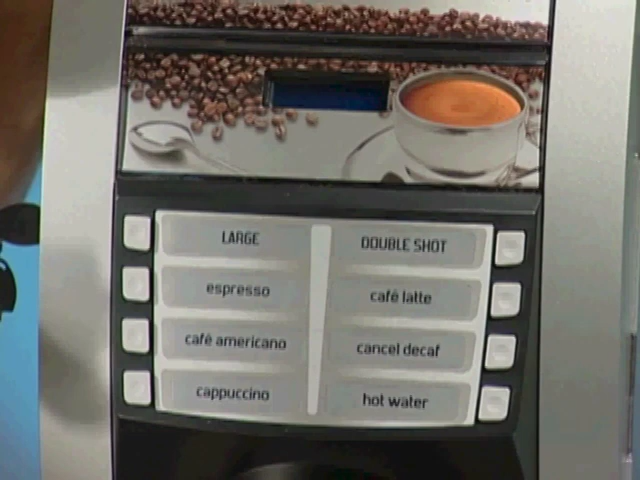 LARGE
DOUBLE SHOT
espresso
café latte
café americano
cancel decaf
cappuccino
hot water